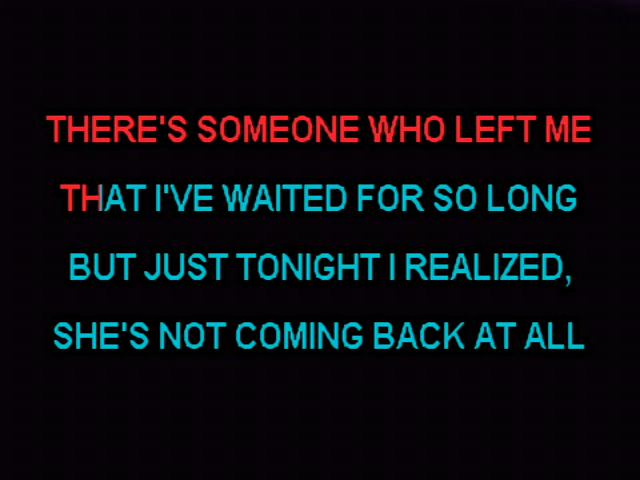 THERE'S SOMEONE WHO LEFT ME
THAT I'VE WAITED FOR SO LONG
BUT JUST TONIGHT I REALIZED,
SHE'S NOT COMING BACK AT ALL